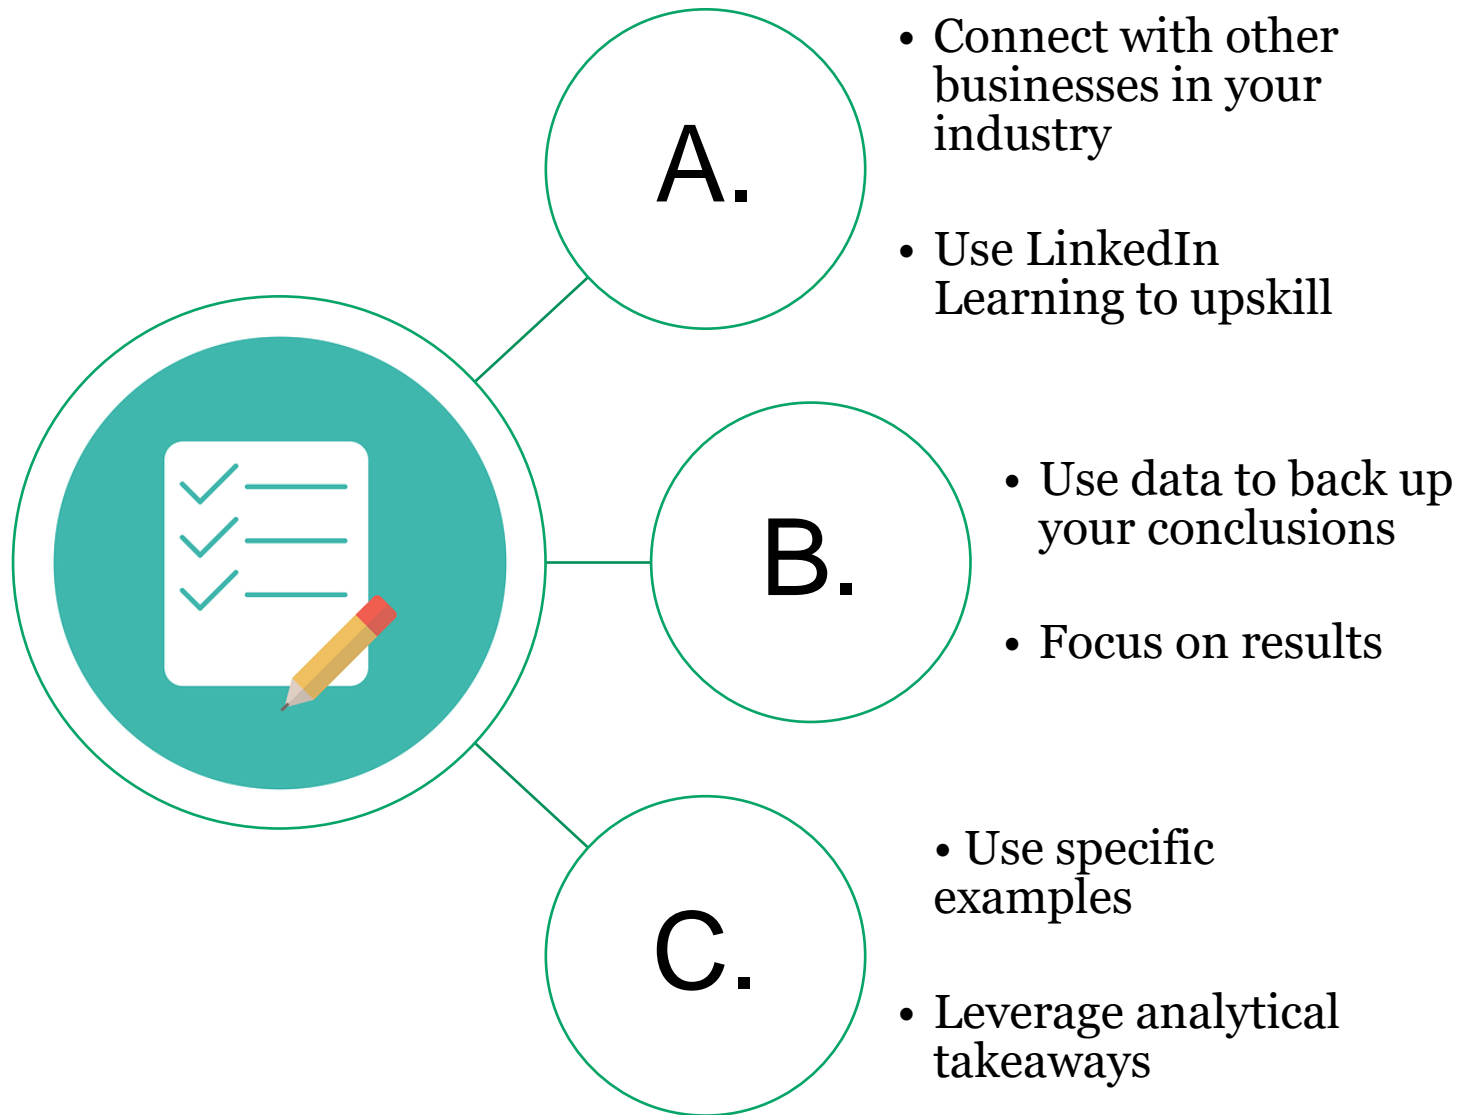 A.
• Connect with other
businesses in your
industry
• Use LinkedIn
Learning to upskill
B.
• Use data to back up
your conclusions
• Focus on results
C.
• Use specific
examples
• Leverage analytical
takeaways